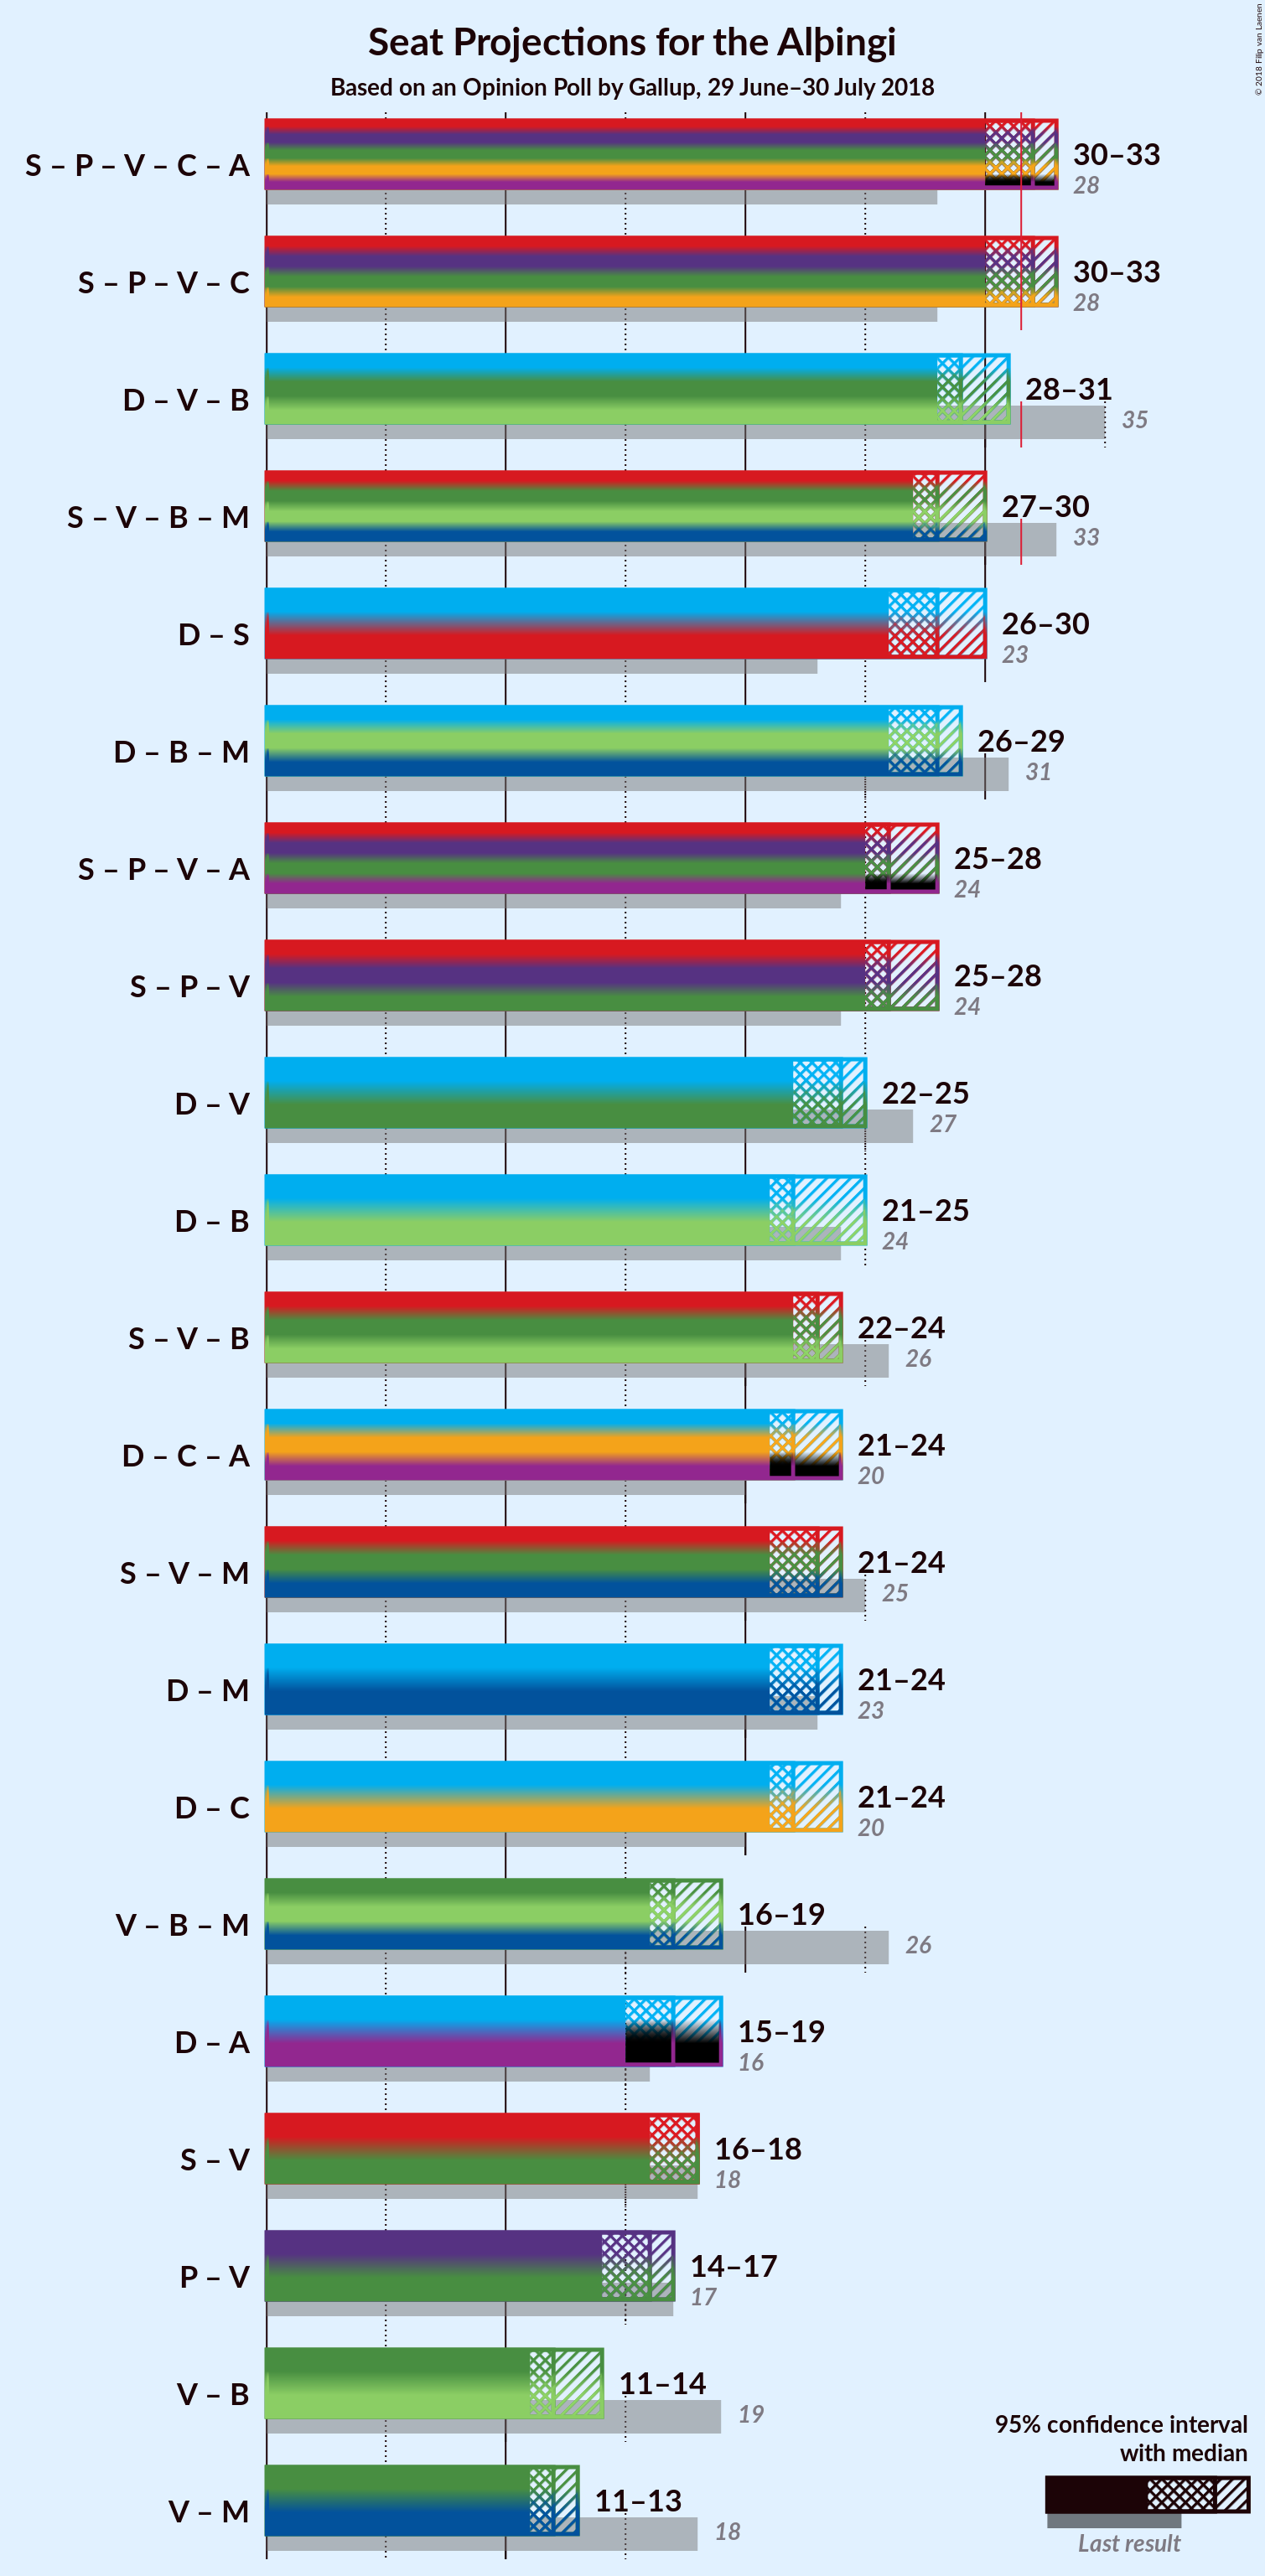 Seat Projections for the Alþingi
Based on an Opinion Poll by Gallup, 29 June–30 July 2018
© 2018 Filip van Laenen
S – P – V – C – A
30–33
28
S – P – V – C
30–33
28
D – V – B
28–31
35
S – V – B – M
27–30
33
D – S
26–30
23
D – B – M
26–29
31
S – P – V – A
25–28
24
S – P – V
25–28
24
D – V
22–25
27
D – B
21–25
24
S – V – B
22–24
26
D – C – A
21–24
20
S – V – M
21–24
25
D – M
21–24
23
D – C
21–24
20
V – B – M
16–19
26
D – A
15–19
16
S – V
16–18
18
P – V
14–17
17
V – B
11–14
19
V – M
11–13
18
95% confidence interval
with median
Last result